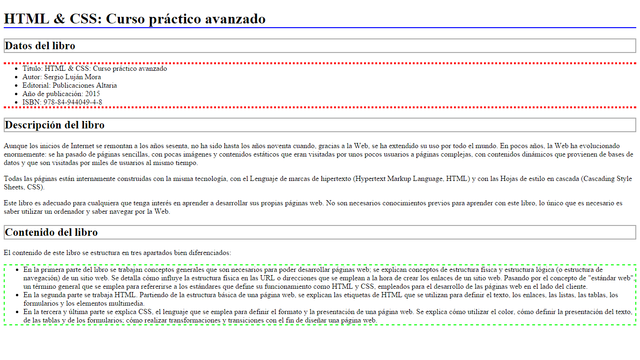 HTML & CSS: Curso práctico avanzado
Datos del libro
Título: HTML & CSS: Curso práctico avanzado
Autor: Sergio Luján Mora
Editorial: Publicaciones Altaria
Año de publicación: 2015
ISBN: 978-84-944049-4-8
Descripción del libro
Aunque los inicios de Internet se remontan a los años sesenta, no ha sido hasta los años noventa cuando, gracias a la Web, se ha extendido su uso por todo el mundo. En pocos años, la Web ha evolucionado
enormemente: se ha pasado de páginas sencillas, con pocas imágenes y contenidos estáticos que eran visitadas por unos pocos usuarios a páginas complejas, con contenidos dinámicos que provienen de bases de
datos y que son visitadas por miles de usuarios al mismo tiempo.
Todas las páginas están internamente construidas con la misma tecnología, con el Lenguaje de marcas de hipertexto (Hypertext Markup Language, HTML) y con las Hojas de estilo en cascada (Cascading Style
Sheets, CSS).
Este libro es adecuado para cualquiera que tenga interés en aprender a desarrollar sus propias páginas web. No son necesarios conocimientos previos para aprender con este libro, lo único que es necesario es
saber utilizar un ordenador y saber navegar por la Web.
Contenido del libro
El contenido de este libro se estructura en tres apartados bien diferenciados:
En la primera parte del libro se trabajan conceptos generales que son necesarios para poder desarrollar páginas web; se explican conceptos de estructura física y estructura lógica (o estructura de
navegación) de un sitio web. Se detalla cómo influye la estructura física en las URL o direcciones que se emplean a la hora de crear los enlaces de un sitio web. Pasando por el concepto de "estándar web",
un término general que se emplea para referirse a los estándares que define su funcionamiento como HTML y CSS, empleados para el desarrollo de las páginas web en el lado del cliente.
En la segunda parte se trabaja HTML. Partiendo de la estructura básica de una página web, se explican las etiquetas de HTML que se utilizan para definir el texto, los enlaces, las listas, las tablas, los
formularios y los elementos multimedia.
En la tercera y última parte se explica CSS, el lenguaje que se emplea para definir el formato y la presentación de una página web. Se explica cómo utilizar el color, cómo definir la presentación del texto,
de las tablas y de los formularios; cómo realizar transformaciones y transiciones con el fin de diseñar una página web.